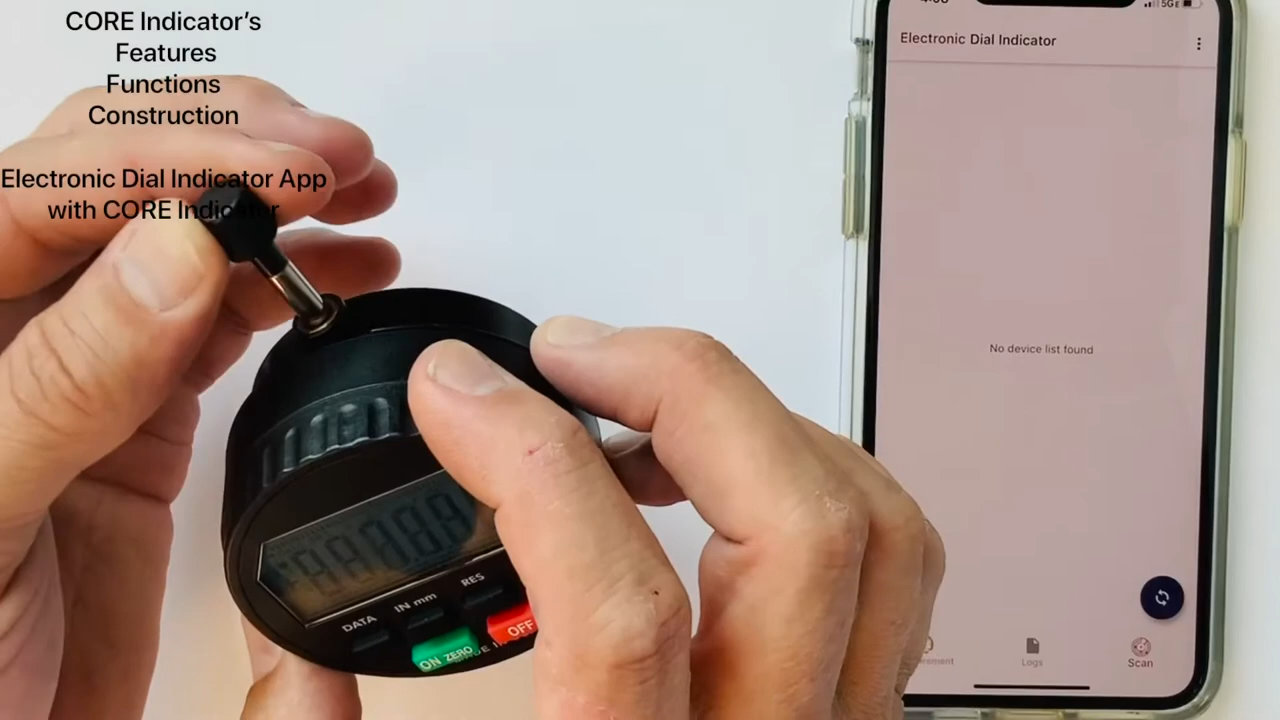 CORE Indicator’s
Features
Functions
Construction
Electronic Dial Indicator App
with CORE Indicator
Electronic Dial Indicator
No device list found
Logs
Scan
DATA
IN mm
RES
ON ZERO
OFF
5G